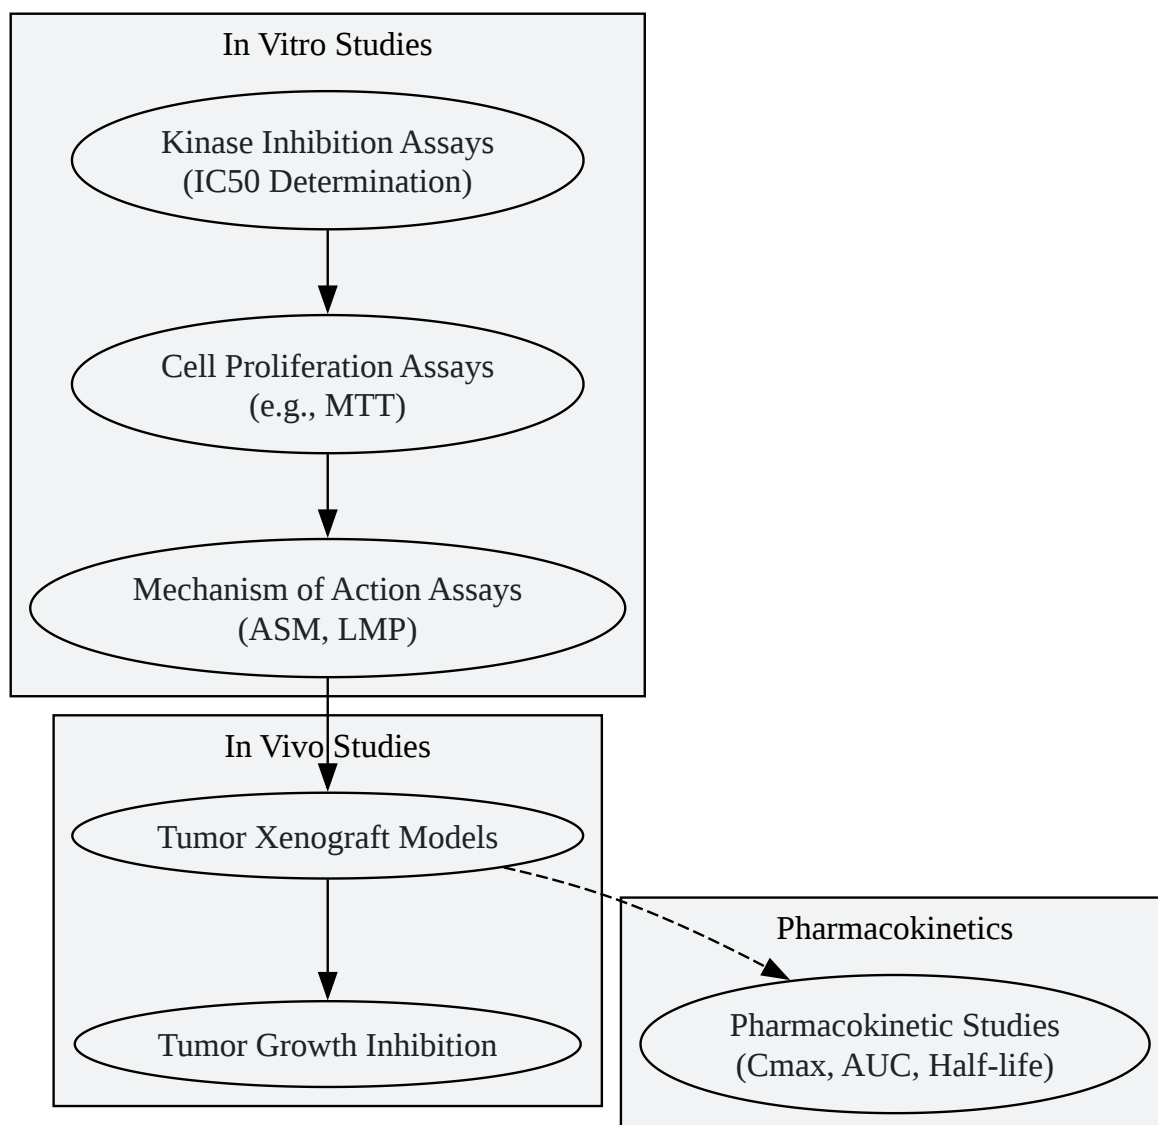 In Vitro Studies
Kinase Inhibition Assays
(IC50 Determination)
Cell Proliferation Assays
(e.g., MTT)
Mechanism of Action Assays
(ASM, LMP)
In Vivo Studies
Tumor Xenograft Models
Tumor Growth Inhibition
Pharmacokinetics
Pharmacokinetic Studies
(Cmax, AUC, Half-life)